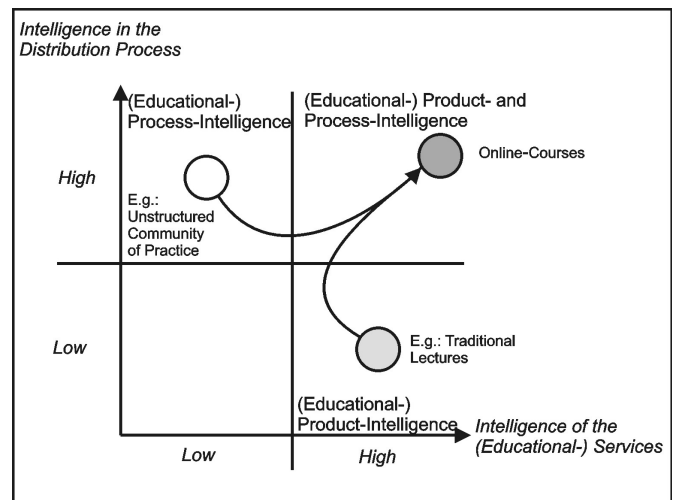 Intelligence in the
Distribution Process
(Educational-)
Process-Intelligence
(Educational-) Product- and
Process-Intelligence
Online-Courses
High
E.g.:
Unstructured
Community
of Practice
Low
E.g.: Traditional
Lectures
(Educational-)
Product-Intelligence
Intelligence of the
(Educational-) Services
Low
High